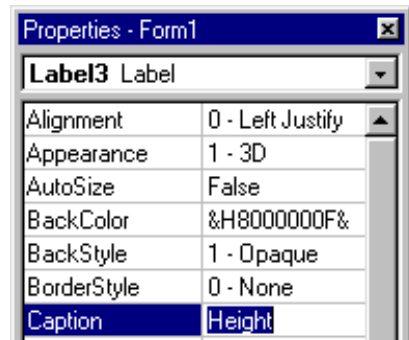 Properties - Form1
Label3 Label
Alignment 0 - Left Justify
Appearance 1 - 3D
AutoSize False
BackColor &H8000000F&
BackStyle 1 - Opaque
BorderStyle 0 - None
Caption Height